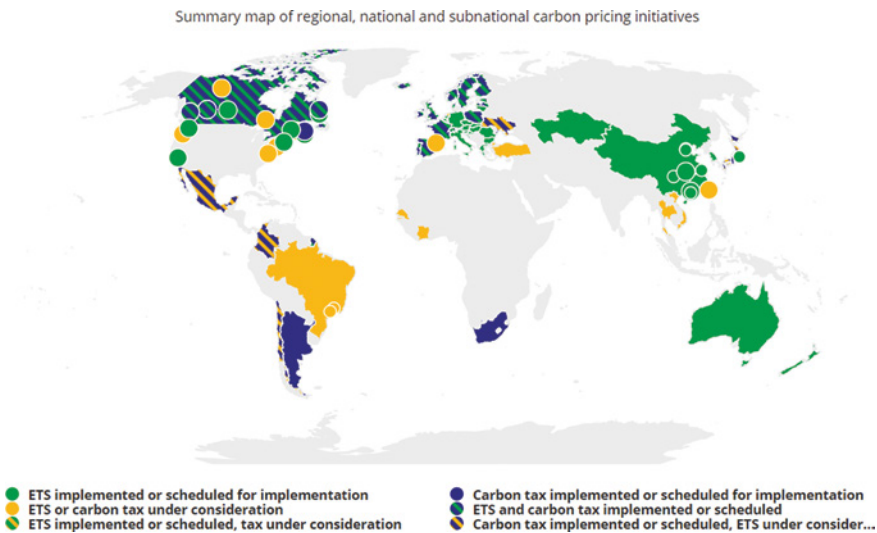 Summary map of regional, national and subnational carbon pricing initiatives
ETS implemented or scheduled for implementation
ETS or carbon tax under consideration
ETS implemented or scheduled, tax under consideration
Carbon tax implemented or scheduled for implementation
ETS and carbon tax implemented or scheduled
Carbon tax implemented or scheduled, ETS under consider...